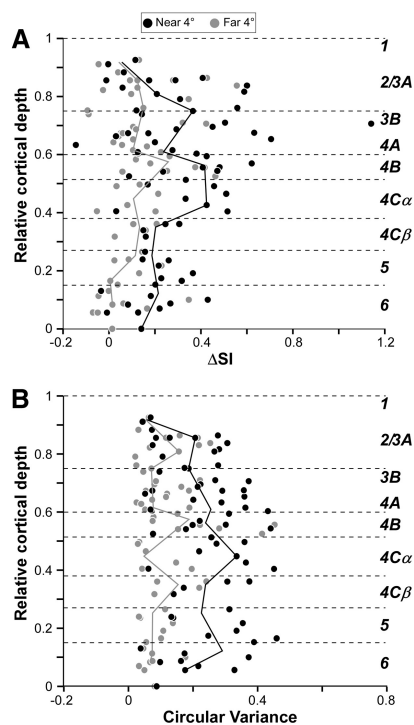 Near 4° Far 4°
A
Relative cortical depth
0
0.2
0.4
0.6
0.8
1
1
2/3A
3B
4A
4B
4Cα
4Cβ
5
6
-0.2 0 0.4 0.8 1.2
ΔSI
B
Relative cortical depth
0
0.2
0.4
0.6
0.8
1
1
2/3A
3B
4A
4B
4Cα
4Cβ
5
6
-0.2 0 0.4 0.8
Circular Variance